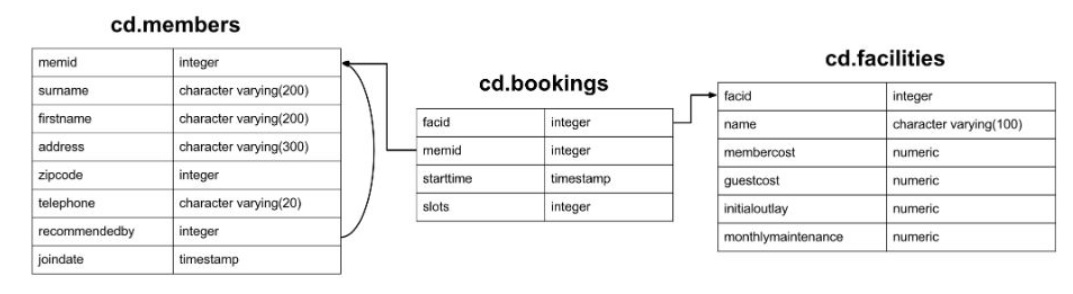 cd.members
memid integer
surname character varying(200)
firstname character varying(200)
address character varying(300)
zipcode integer
telephone character varying(20)
recommendedby integer
joindate timestamp
cd.bookings
facid integer
memid integer
starttime timestamp
slots integer
cd.facilities
facid integer
name character varying(100)
membercost numeric
guestcost numeric
initialoutlay numeric
monthlymaintenance numeric